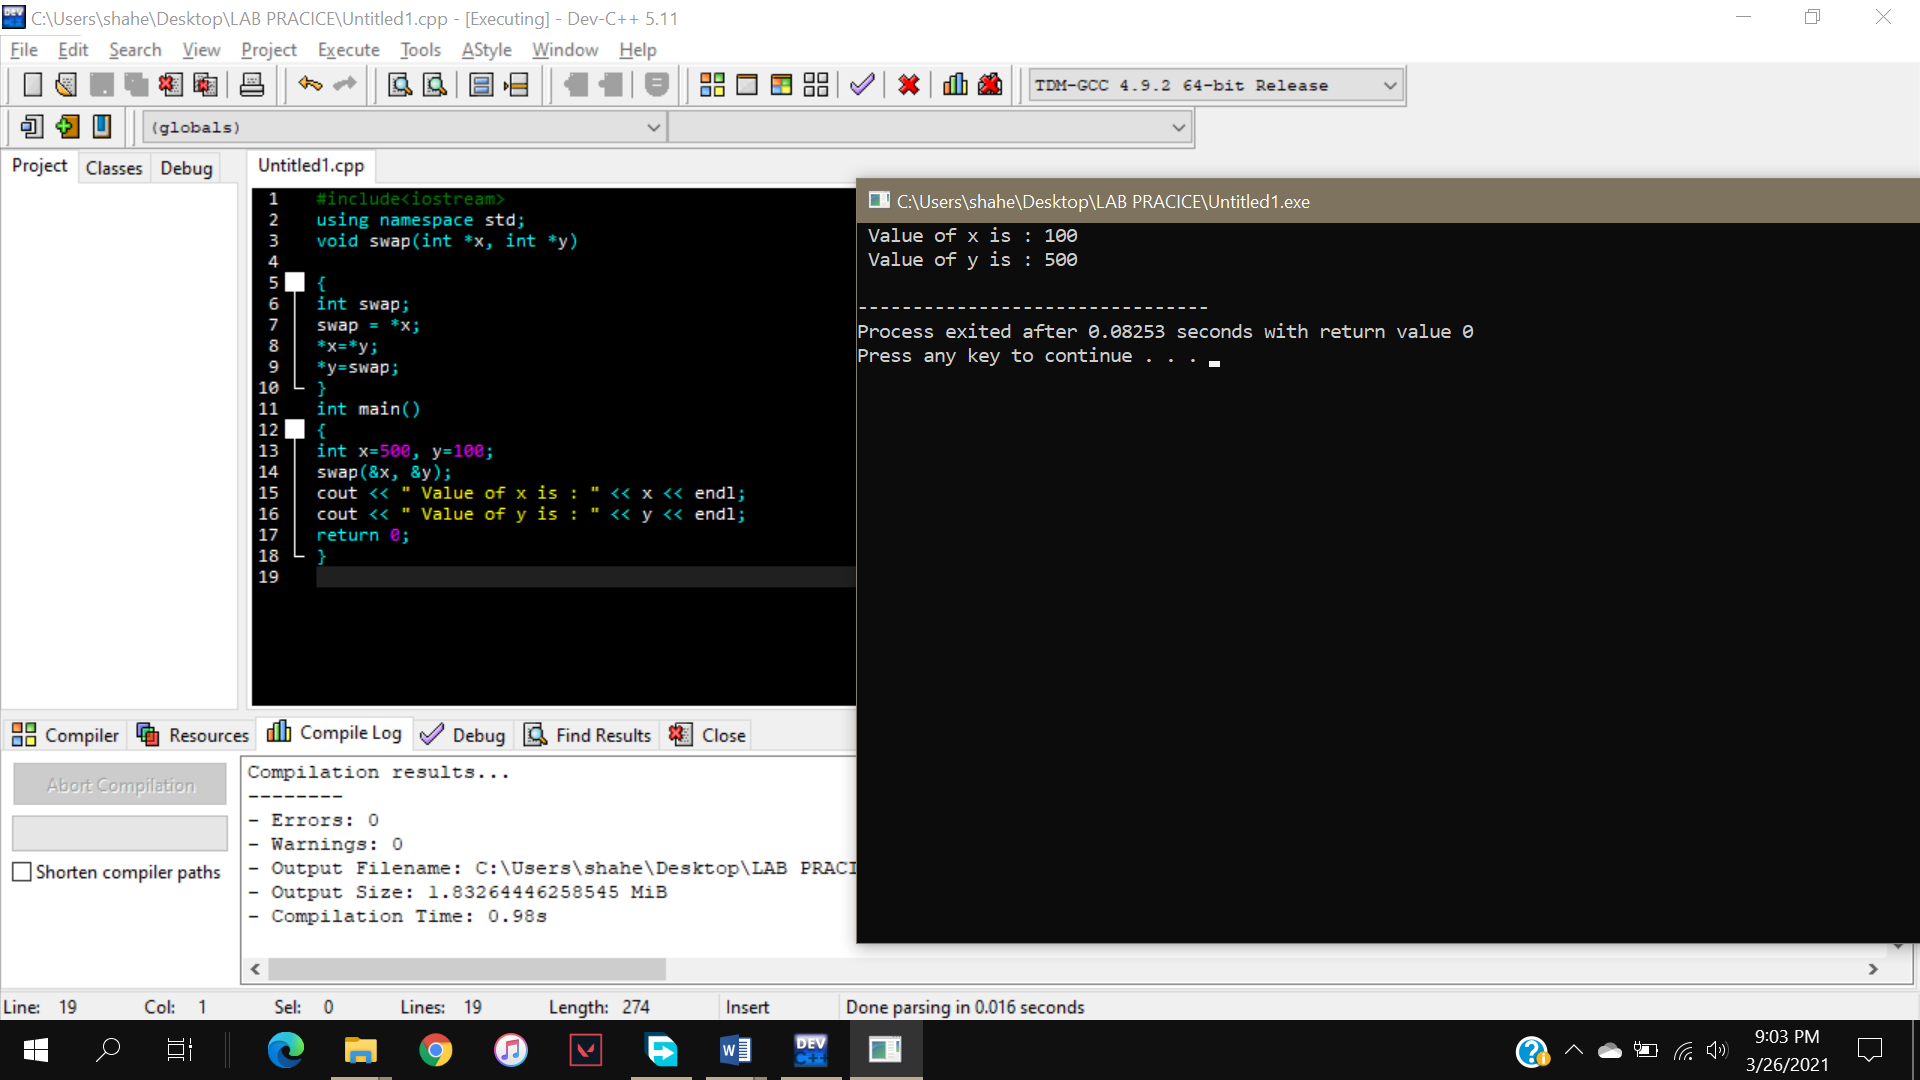 C:\Users\shahe\Desktop\LAB PRACICE\Untitled1.cpp - [Executing] - Dev-C++ 5.11
File Edit Search View Project Execute Tools AStyle Window Help
TDM-GCC 4.9.2 64-bit Release
(globals)
Project Classes Debug
Untitled1.cpp
1 #include<iostream>
2 using namespace std;
3 void swap(int *x, int *y)
4
5 {
6 int swap;
7 swap = *x;
8 *x=*y;
9 *y=swap;
10 }
11 int main()
12 {
13 int x=500, y=100;
14 swap(&x, &y);
15 cout << " Value of x is : " << x << endl;
16 cout << " Value of y is : " << y << endl;
17 return 0;
18 }
19
C:\Users\shahe\Desktop\LAB PRACICE\Untitled1.exe
Value of x is : 100
Value of y is : 500
--------------------------------
Process exited after 0.08253 seconds with return value 0
Press any key to continue . . .
Compiler Resources Compile Log Debug Find Results Close
Abort Compilation
Shorten compiler paths
Compilation results...
--------
- Errors: 0
- Warnings: 0
- Output Filename: C:\Users\shahe\Desktop\LAB PRACI
- Output Size: 1.83264446258545 MiB
- Compilation Time: 0.98s
Line: 19 Col: 1 Sel: 0 Lines: 19 Length: 274 Insert Done parsing in 0.016 seconds
DEV C++
9:03 PM
3/26/2021